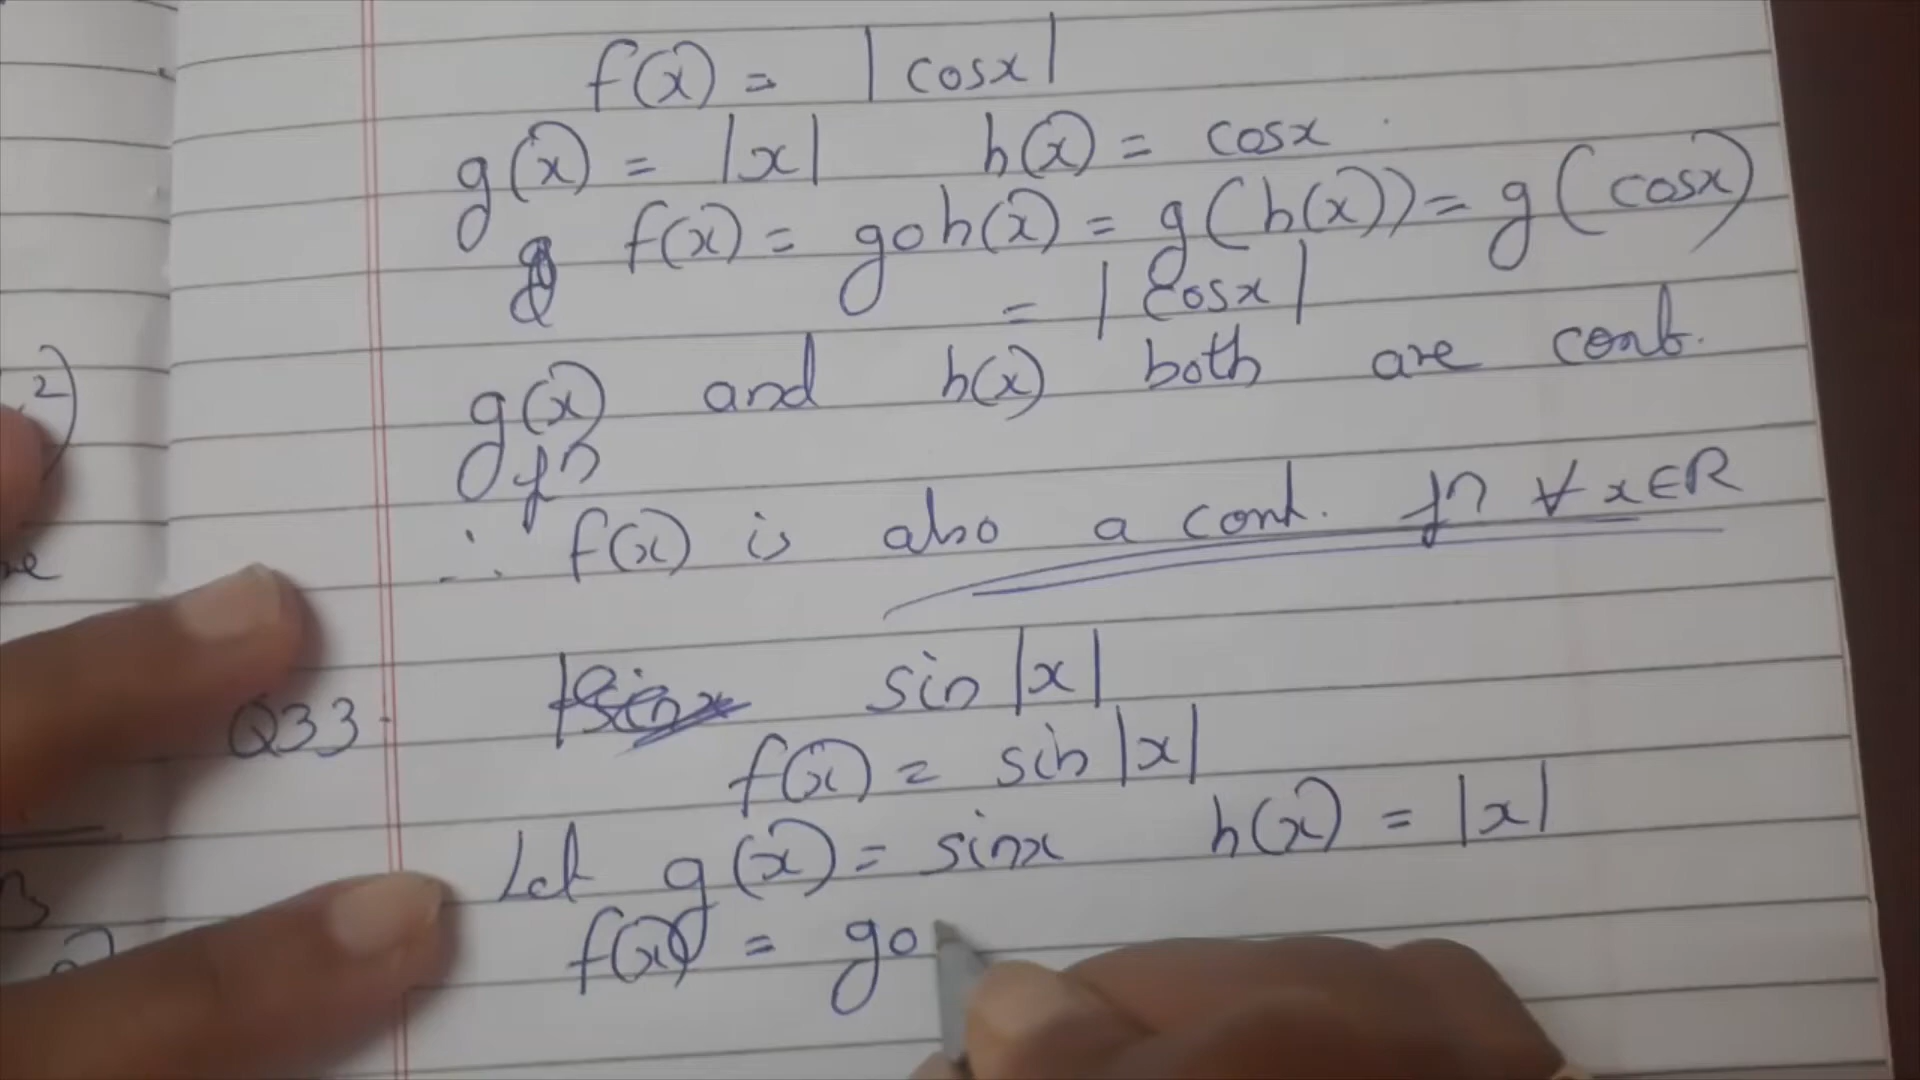 f(x) = |cosx|
g(x) = |x| h(x) = cosx
f(x) = goh(x) = g(h(x)) = g(cosx)
= |cosx|
g(x) and h(x) both are cont.
fn
∴ f(x) is also a cont. fn ∀ x∈R
Q33 sin|x|
f(x) = sin|x|
Let g(x) = sinx h(x) = |x|
f(x) = go